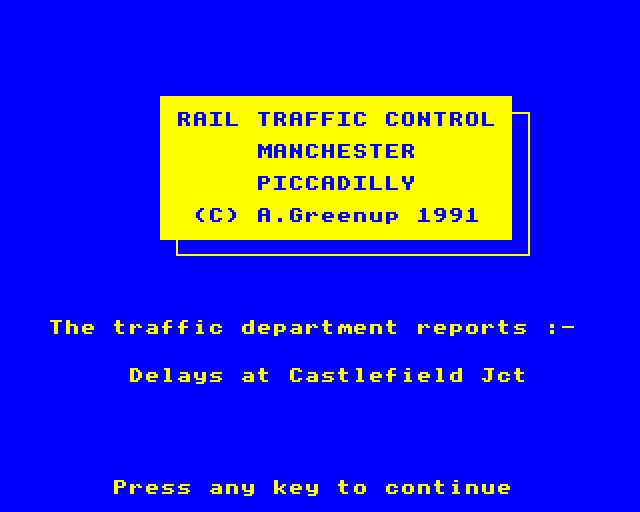 RAIL TRAFFIC CONTROL
MANCHESTER
PICCADILLY
(C) A.Greenup 1991
The traffic department reports :-
Delays at Castlefield Jct
Press any key to continue